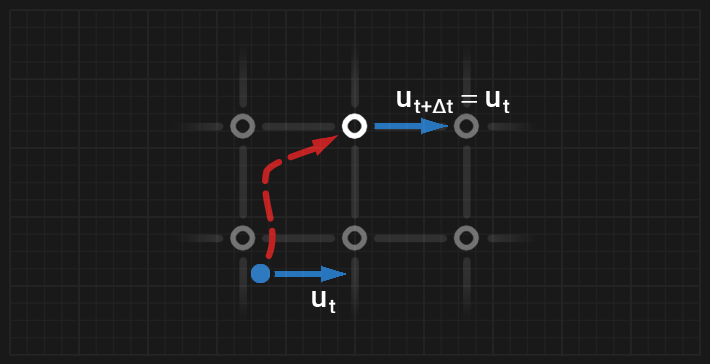 u_{t+Δt} = u_t
u_t